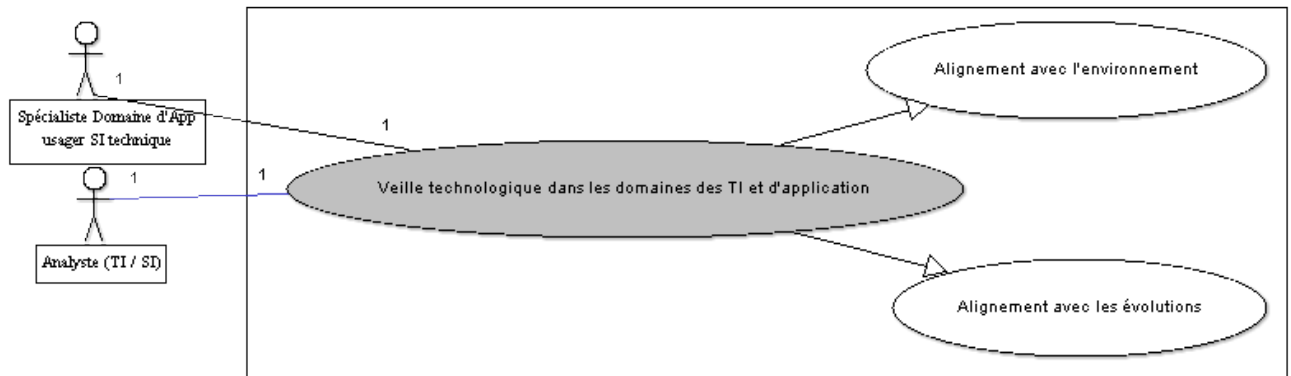 Spécialiste Domaine d'App
usager SI technique
1
1
Analyste (TI / SI)
1
1
Veille technologique dans les domaines des TI et d'application
Alignement avec l'environnement
Alignement avec les évolutions